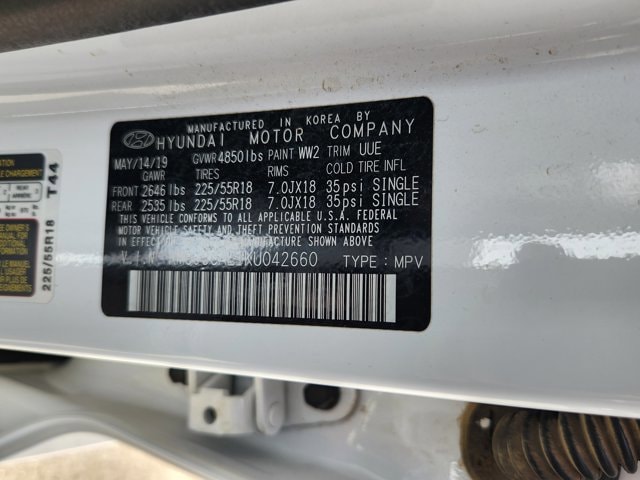 MANUFACTURED IN KOREA BY
HYUNDAI MOTOR COMPANY
MAY/14/19 GVWR 4850lbs PAINT WW2 TRIM UUE
GAWR TIRES RIMS COLD TIRE INFL
FRONT 2646 lbs 225/55R18 7.0JX18 35psi SINGLE
REAR 2535 lbs 225/55R18 7.0JX18 35psi SINGLE
THIS VEHICLE CONFORMS TO ALL APPLICABLE U.S.A. FEDERAL
MOTOR VEHICLE SAFETY AND THEFT PREVENTION STANDARDS
IN EFFECT ON THE DATE OF MANUFACTURE SHOWN ABOVE.
KU042660 TYPE : MPV
225/55R18 T44